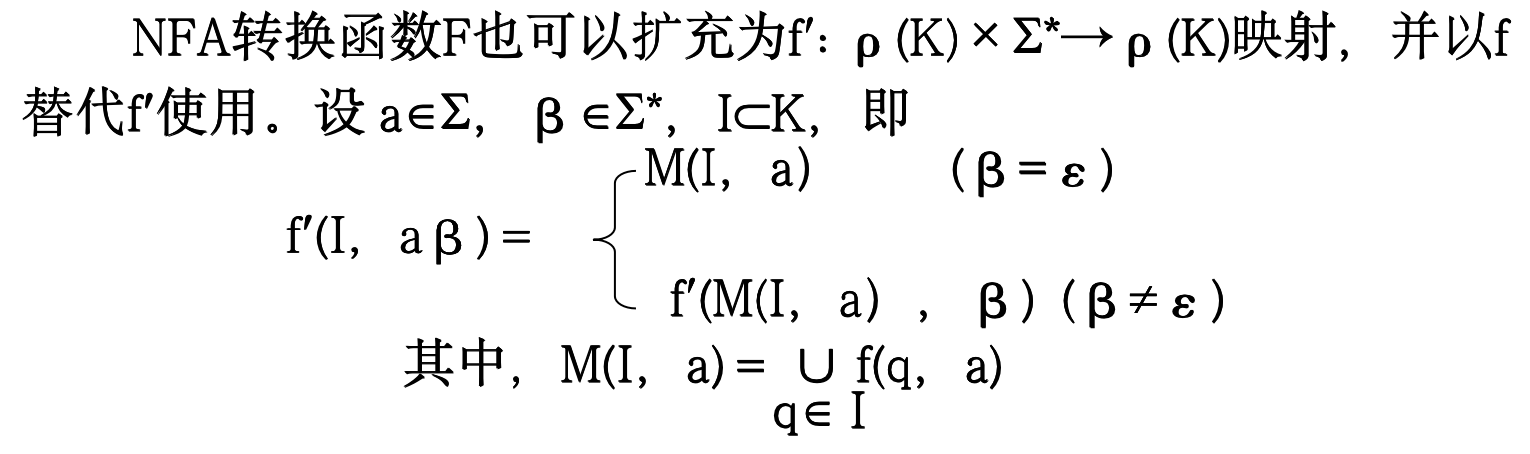 NFA转换函数F也可以扩充为f′：ρ (K) × Σ*→ ρ (K)映射，并以f
替代f′使用。设 a∈Σ， β ∈Σ*，I⊂K，即
M(I，a) （β = ε）
f′(I，a β ) =
f′(M(I，a)，β ) （β ≠ ε）
其中，M(I，a) = ∪ f(q，a)
q∈ I